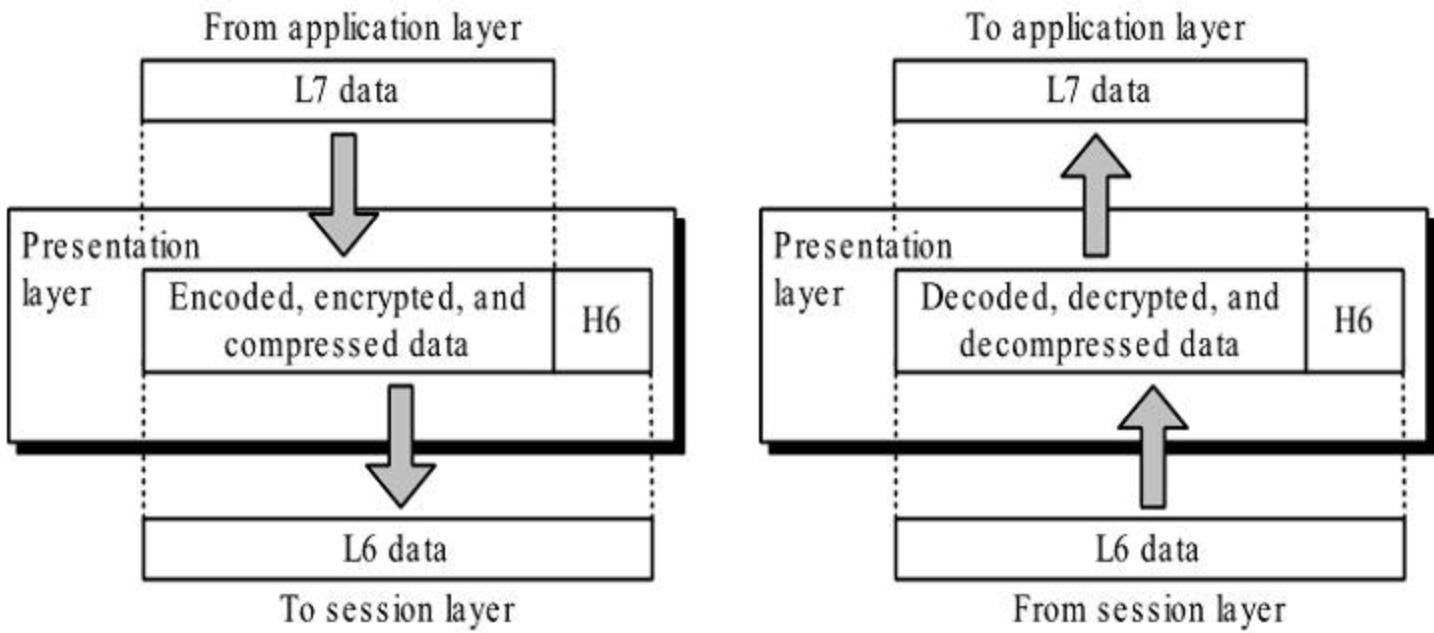 From application layer
L7 data
Presentation
layer
Encoded, encrypted, and
compressed data
H6
L6 data
To session layer
To application layer
L7 data
Presentation
layer
Decoded, decrypted, and
decompressed data
H6
L6 data
From session layer